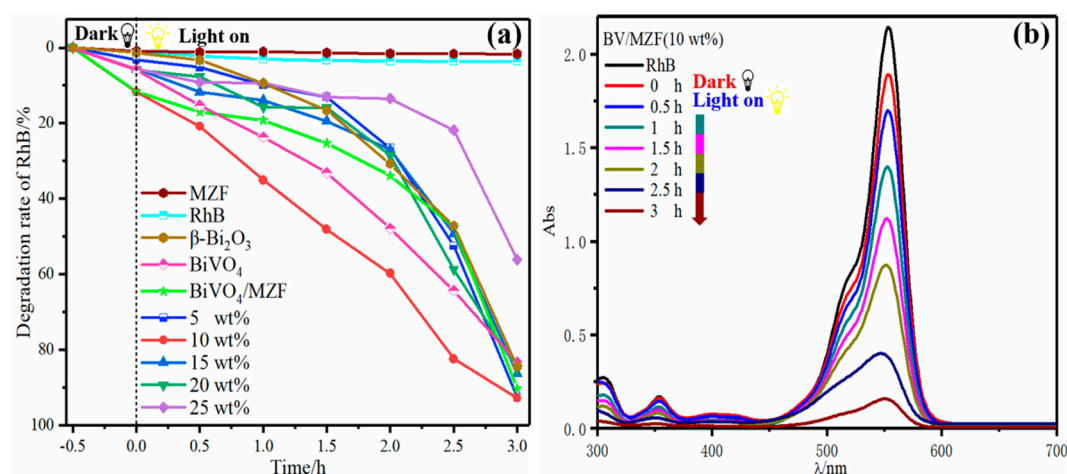 Dark Light on (a)
Degradation rate of RhB/%
0
20
40
60
80
100
MZF
RhB
β-Bi₂O₃
BiVO₄
BiVO₄/MZF
5 wt%
10 wt%
15 wt%
20 wt%
25 wt%
-0.5 0.0 0.5 1.0 1.5 2.0 2.5 3.0
Time/h
(b)
BV/MZF(10 wt%)
RhB
0 h Dark
0.5 h Light on
1 h
1.5 h
2 h
2.5 h
3 h
Abs
2.0
1.5
1.0
0.5
0.0
300 400 500 600 700
λ/nm